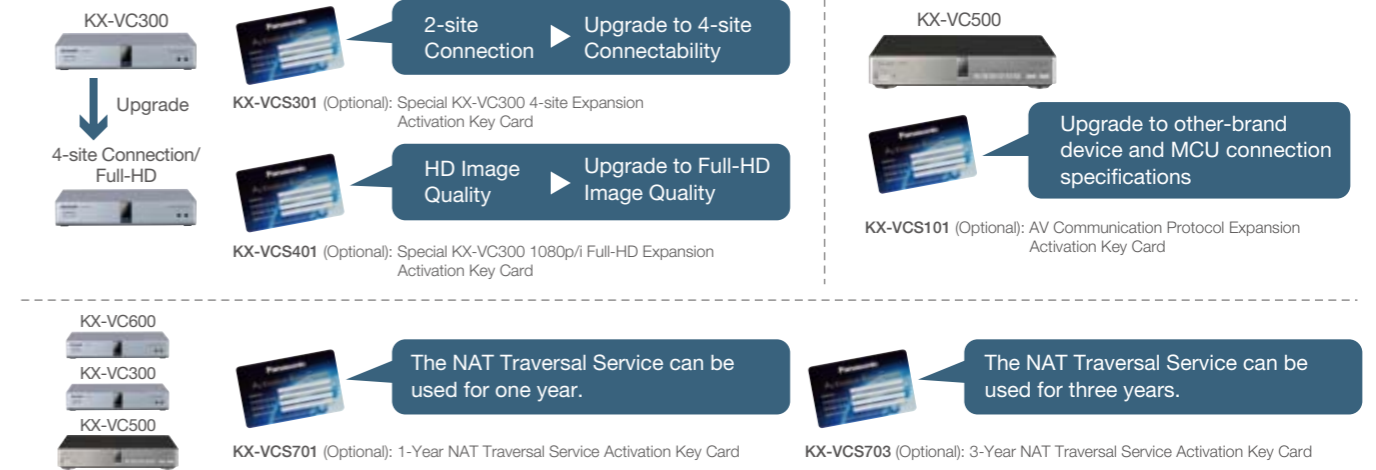 KX-VC300
Upgrade
4-site Connection/
Full-HD
Panasonic
2-site
Connection
Upgrade to 4-site
Connectability
KX-VCS301 (Optional): Special KX-VC300 4-site Expansion
Activation Key Card
Panasonic
HD Image
Quality
Upgrade to Full-HD
Image Quality
KX-VCS401 (Optional): Special KX-VC300 1080p/i Full-HD Expansion
Activation Key Card
KX-VC500
Panasonic
Upgrade to other-brand
device and MCU connection
specifications
KX-VCS101 (Optional): AV Communication Protocol Expansion
Activation Key Card
KX-VC600
KX-VC300
KX-VC500
Panasonic
The NAT Traversal Service can be
used for one year.
KX-VCS701 (Optional): 1-Year NAT Traversal Service Activation Key Card
Panasonic
The NAT Traversal Service can be
used for three years.
KX-VCS703 (Optional): 3-Year NAT Traversal Service Activation Key Card